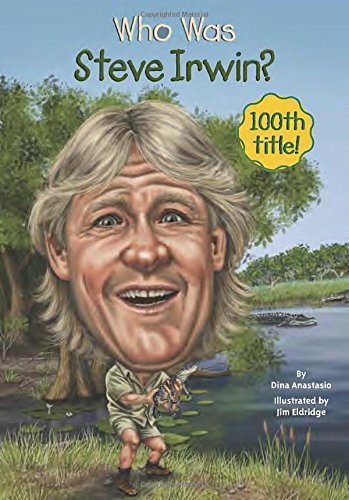 Who Was
Steve Irwin?
100th
title!
By
Dina Anastasio
Illustrated by
Jim Eldridge